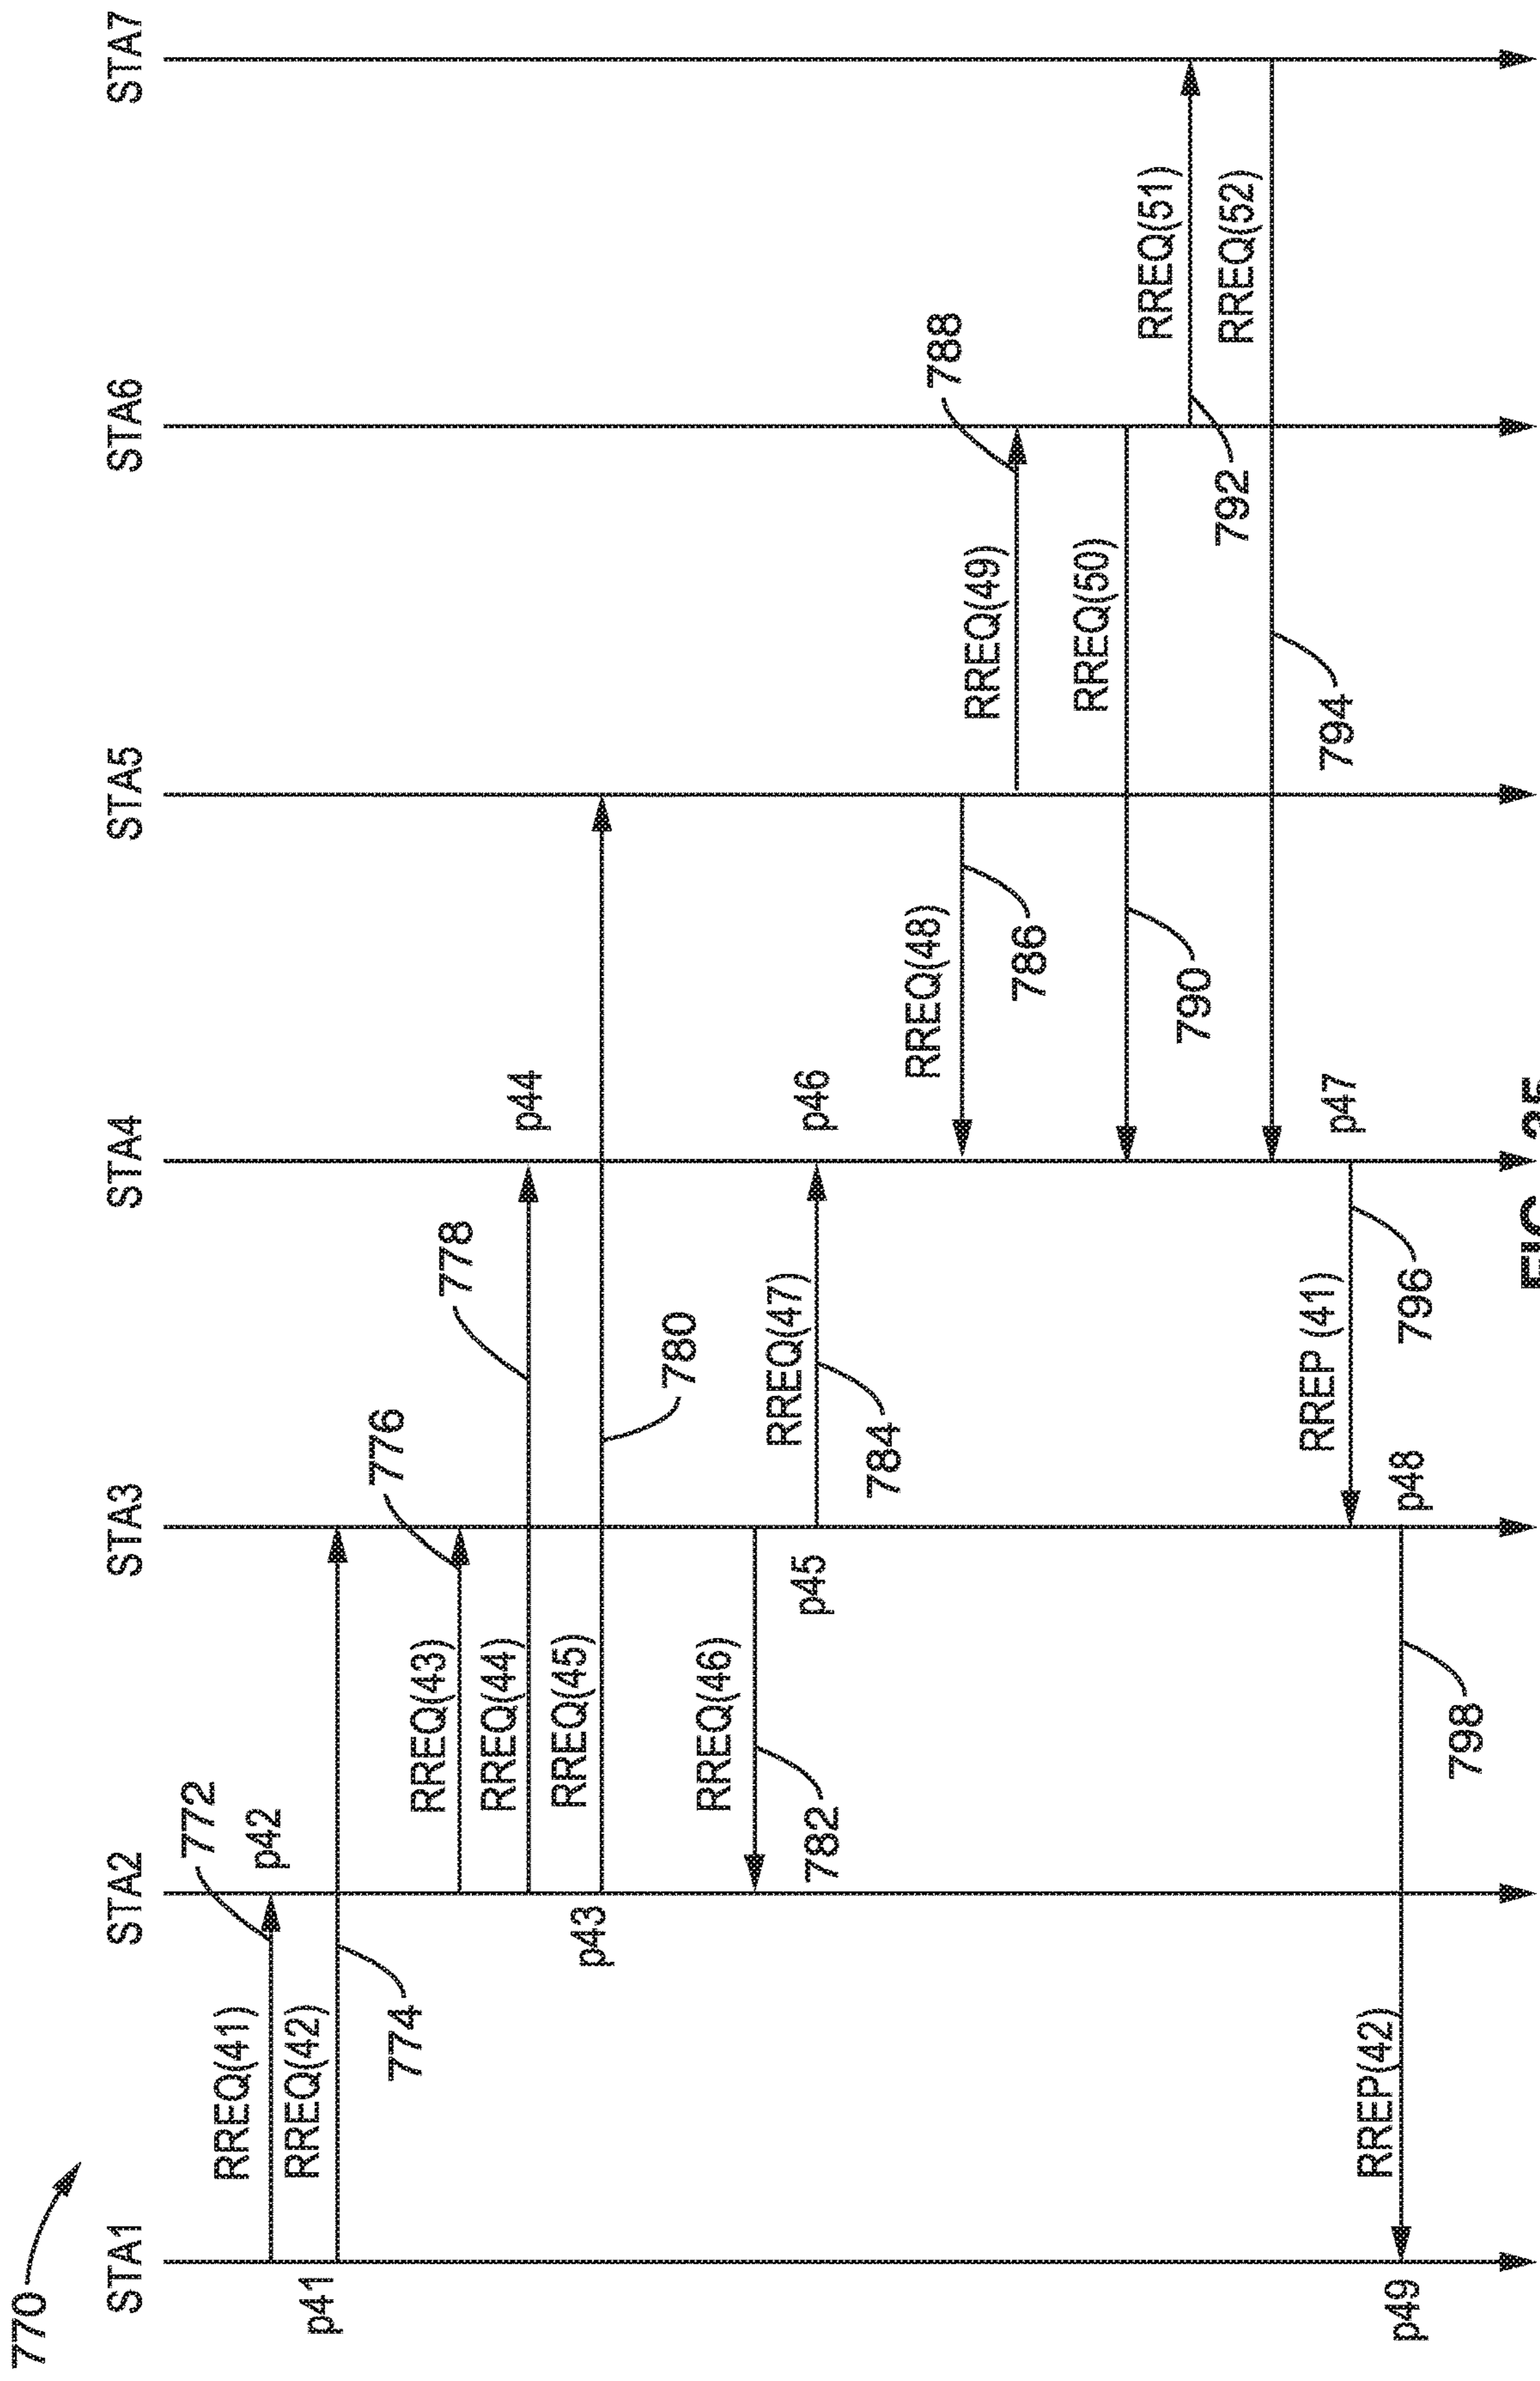 770
STA1
STA2
STA3
STA4
STA5
STA6
STA7
772
RREQ(41)
p42
RREQ(42)
p41
774
776
RREQ(43)
778
RREQ(44)
p44
RREQ(45)
p43
780
RREQ(46)
782
p45
RREQ(47)
784
p46
RREQ(48)
786
788
RREQ(49)
RREQ(50)
790
RREQ(51)
792
RREQ(52)
794
p47
RREP (41)
796
p48
RREP(42)
p49
798